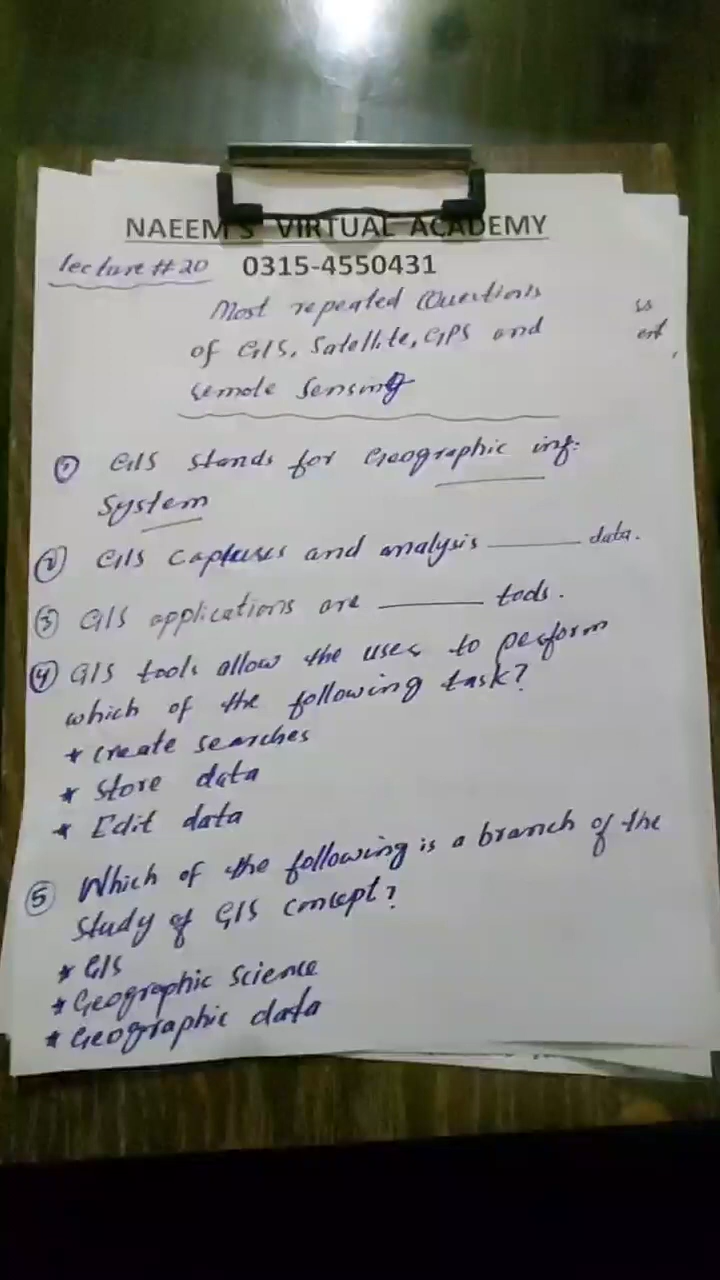 NAEEM'S VIRTUAL ACADEMY
lecture # 20 0315-4550431
Most repeated Questions
of GIS, Satellite, GPS and
remote Sensing
① GIS stands for Geographic inf:
System
② GIS captures and analysis ______ data.
③ GIS applications are ______ tools.
④ GIS tools allow the user to perform
which of the following task?
* Create searches
* Store data
* Edit data
⑤ Which of the following is a branch of the
Study of GIS concept?
* GIS
* Geographic Science
* Geographic data